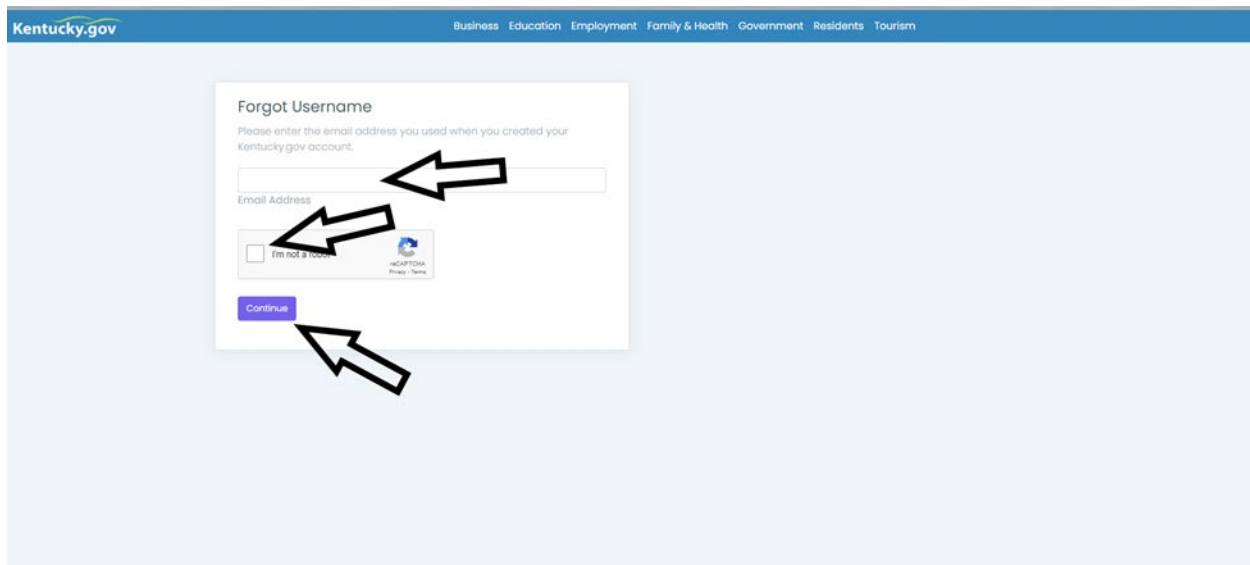 Kentucky.gov
Business Education Employment Family & Health Government Residents Tourism
Forgot Username
Please enter the email address you used when you created your
Kentucky.gov account.
Email Address
I'm not a robot
reCAPTCHA
Privacy - Terms
Continue